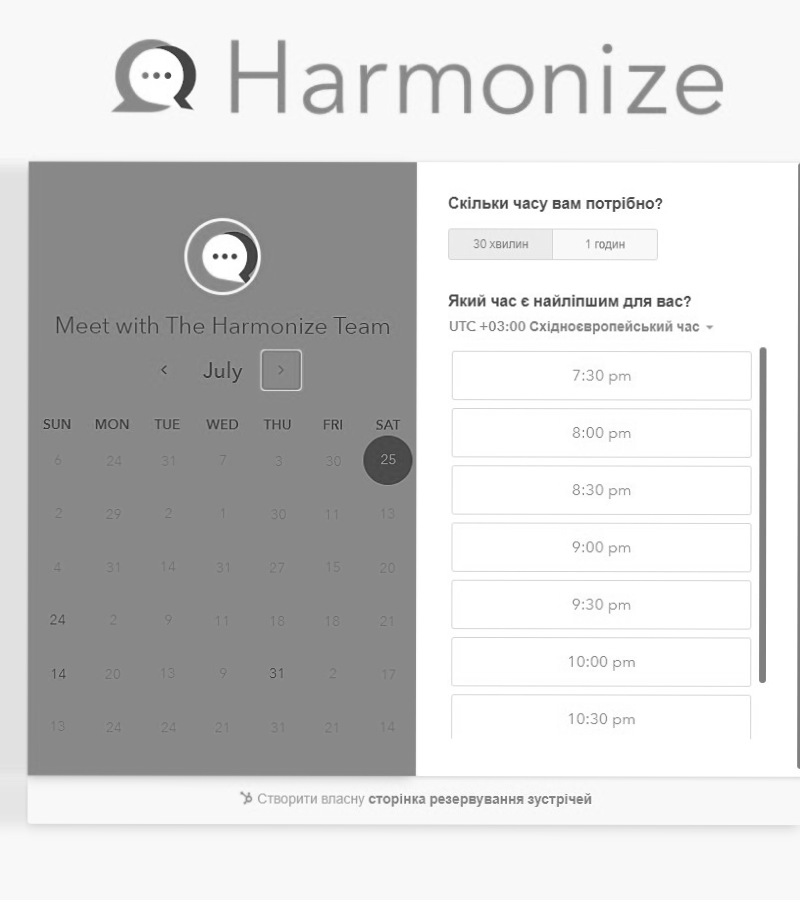 Harmonize
Meet with The Harmonize Team
July
SUN MON TUE WED THU FRI SAT
6 24 31 7 3 30 25
2 29 2 1 30 11 13
4 31 14 31 27 15 20
24 2 9 11 18 18 21
14 20 13 9 31 2 17
13 24 24 21 31 21 14
Скільки часу вам потрібно?
30 хвилин 1 годин
Який час є найліпшим для вас?
UTC +03:00 Східноєвропейський час
7:30 pm
8:00 pm
8:30 pm
9:00 pm
9:30 pm
10:00 pm
10:30 pm
Створити власну сторінка резервування зустрічей